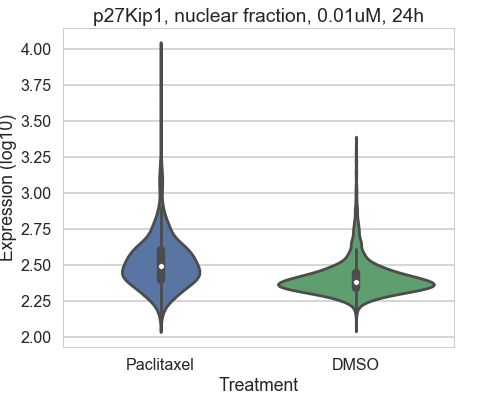 p27Kip1, nuclear fraction, 0.01uM, 24h
Expression (log10)
4.00
3.75
3.50
3.25
3.00
2.75
2.50
2.25
2.00
Paclitaxel
DMSO
Treatment